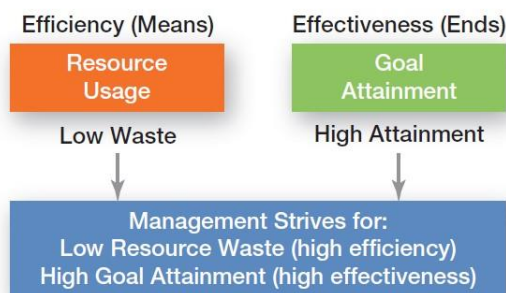 Efficiency (Means)
Resource
Usage
Low Waste
Effectiveness (Ends)
Goal
Attainment
High Attainment
Management Strives for:
Low Resource Waste (high efficiency)
High Goal Attainment (high effectiveness)